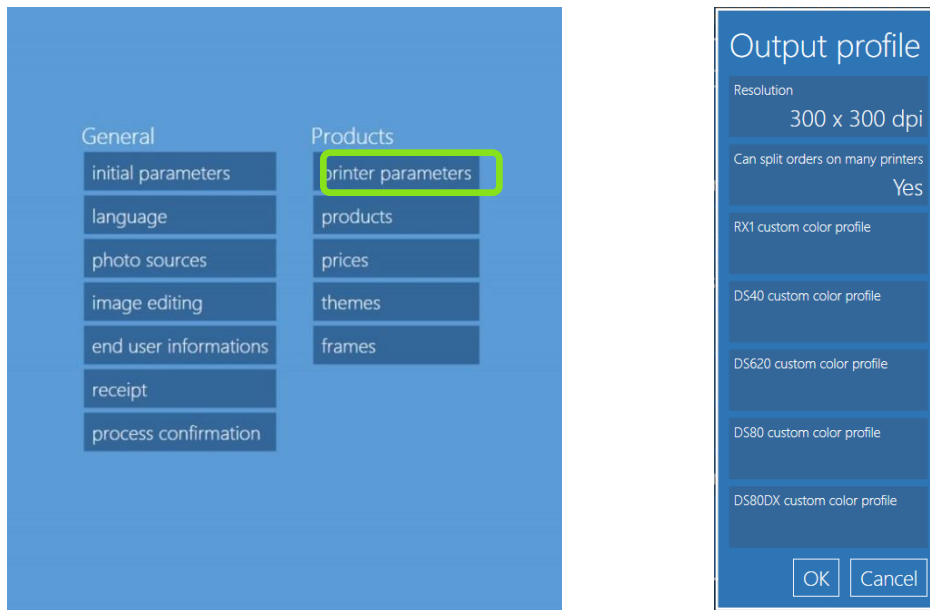 General
initial parameters
language
photo sources
image editing
end user informations
receipt
process confirmation
Products
printer parameters
products
prices
themes
frames
Output profile
Resolution
300 x 300 dpi
Can split orders on many printers
Yes
RX1 custom color profile
DS40 custom color profile
DS620 custom color profile
DS80 custom color profile
DS80DX custom color profile
OK Cancel